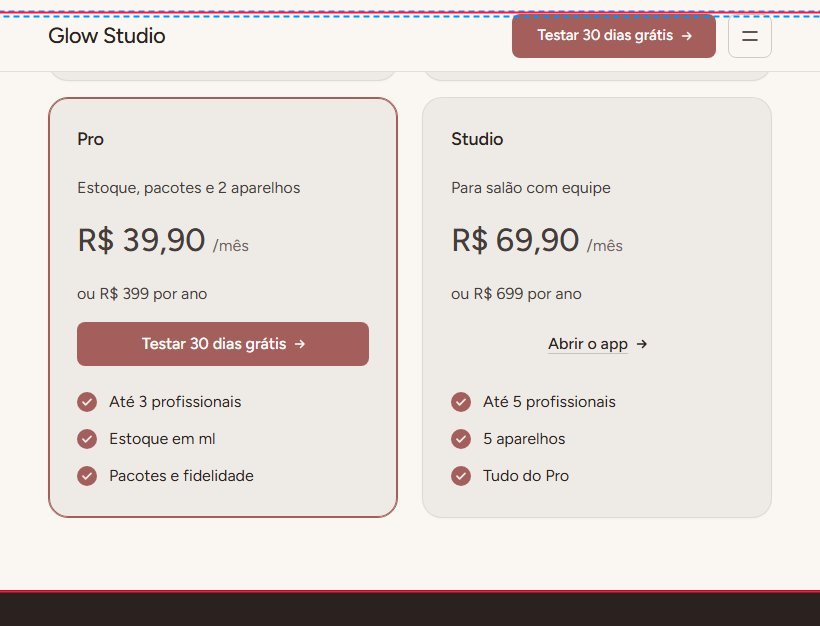 Glow Studio
Testar 30 dias grátis →
Pro
Estoque, pacotes e 2 aparelhos
R$ 39,90 /mês
ou R$ 399 por ano
Testar 30 dias grátis →
Até 3 profissionais
Estoque em ml
Pacotes e fidelidade
Studio
Para salão com equipe
R$ 69,90 /mês
ou R$ 699 por ano
Abrir o app →
Até 5 profissionais
5 aparelhos
Tudo do Pro